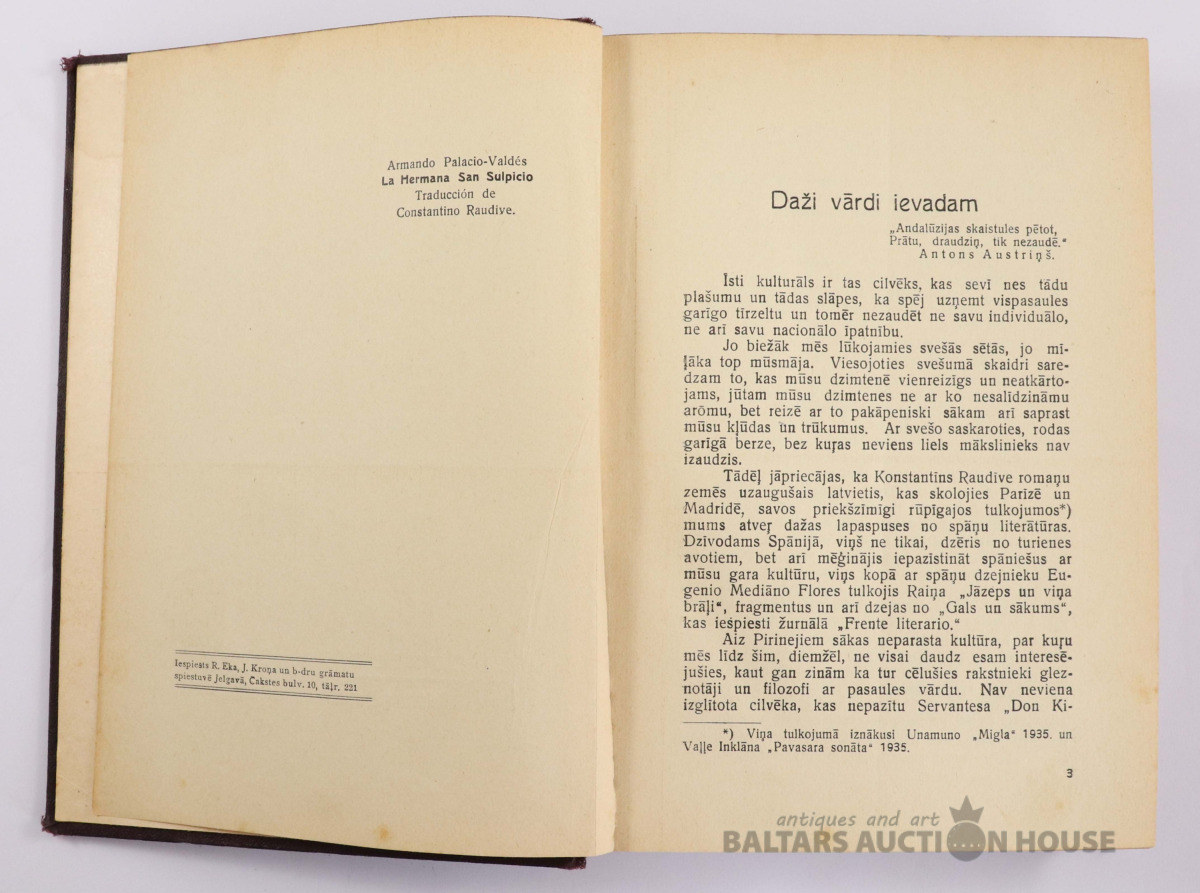 Armando Palacio-Valdés
La Hermana San Sulpicio
Traducción de
Constantino Raudive.
Iespiests R. Eka, J. Kroņa un b-dru grāmatu
spiestuvē Jelgavā, Čakstes bulv. 10, tāļr. 221
Daži vārdi ievadam
„Andalūzijas skaistules pētot,
Prātu, draudziņ, tik nezaudē.“
Antons Austriņš.
Īsti kulturāls ir tas cilvēks, kas sevī nes tādu
plašumu un tādas slāpes, ka spēj uzņemt vispasaules
garīgo tīrzeltu un tomēr nezaudēt ne savu individuālo,
ne arī savu nacionālo īpatnību.
Jo biežāk mēs lūkojamies svešās sētās, jo mī-
ļāka top mūsmāja. Viesojoties svešumā skaidri sare-
dzam to, kas mūsu dzimtenē vienreizīgs un neatkārto-
jams, jūtam mūsu dzimtenes ne ar ko nesalīdzināmu
arōmu, bet reizē ar to pakāpeniski sākam arī saprast
mūsu kļūdas un trūkumus. Ar svešo saskaroties, rodas
garīgā berze, bez kuŗas neviens liels mākslinieks nav
izaudzis.
Tādēļ jāpriecājas, ka Konstantīns Raudive romaņu
zemēs uzaugušais latvietis, kas skolojies Parīzē un
Madridē, savos priekšzīmīgi rūpīgajos tulkojumos*)
mums atveŗ dažas lapaspuses no spāņu literātūras.
Dzīvodams Spānijā, viņš ne tikai, dzēris no turienes
avotiem, bet arī mēģinājis iepazīstināt spāniešus ar
mūsu gara kultūru, viņs kopā ar spāņu dzejnieku Eu-
genio Mediāno Flores tulkojis Raiņa „Jāzeps un viņa
brāļi“, fragmentus un arī dzejas no „Gals un sākums“,
kas iespiesti žurnālā „Frente literario.“
Aiz Pirinejiem sākas neparasta kultūra, par kuŗu
mēs līdz šim, diemžēl, ne visai daudz esam interesē-
jušies, kaut gan zinām ka tur cēlušies rakstnieki glez-
notāji un filozofi ar pasaules vārdu. Nav neviena
izglītota cilvēka, kas nepazītu Servantesa „Don Ki-
*) Viņa tulkojumā iznākusi Unamuno „Migla“ 1935. un
Vaļļe Inklāna „Pavasara sonāta“ 1935.
3
antiques and art
BALTARS AUCTION HOUSE